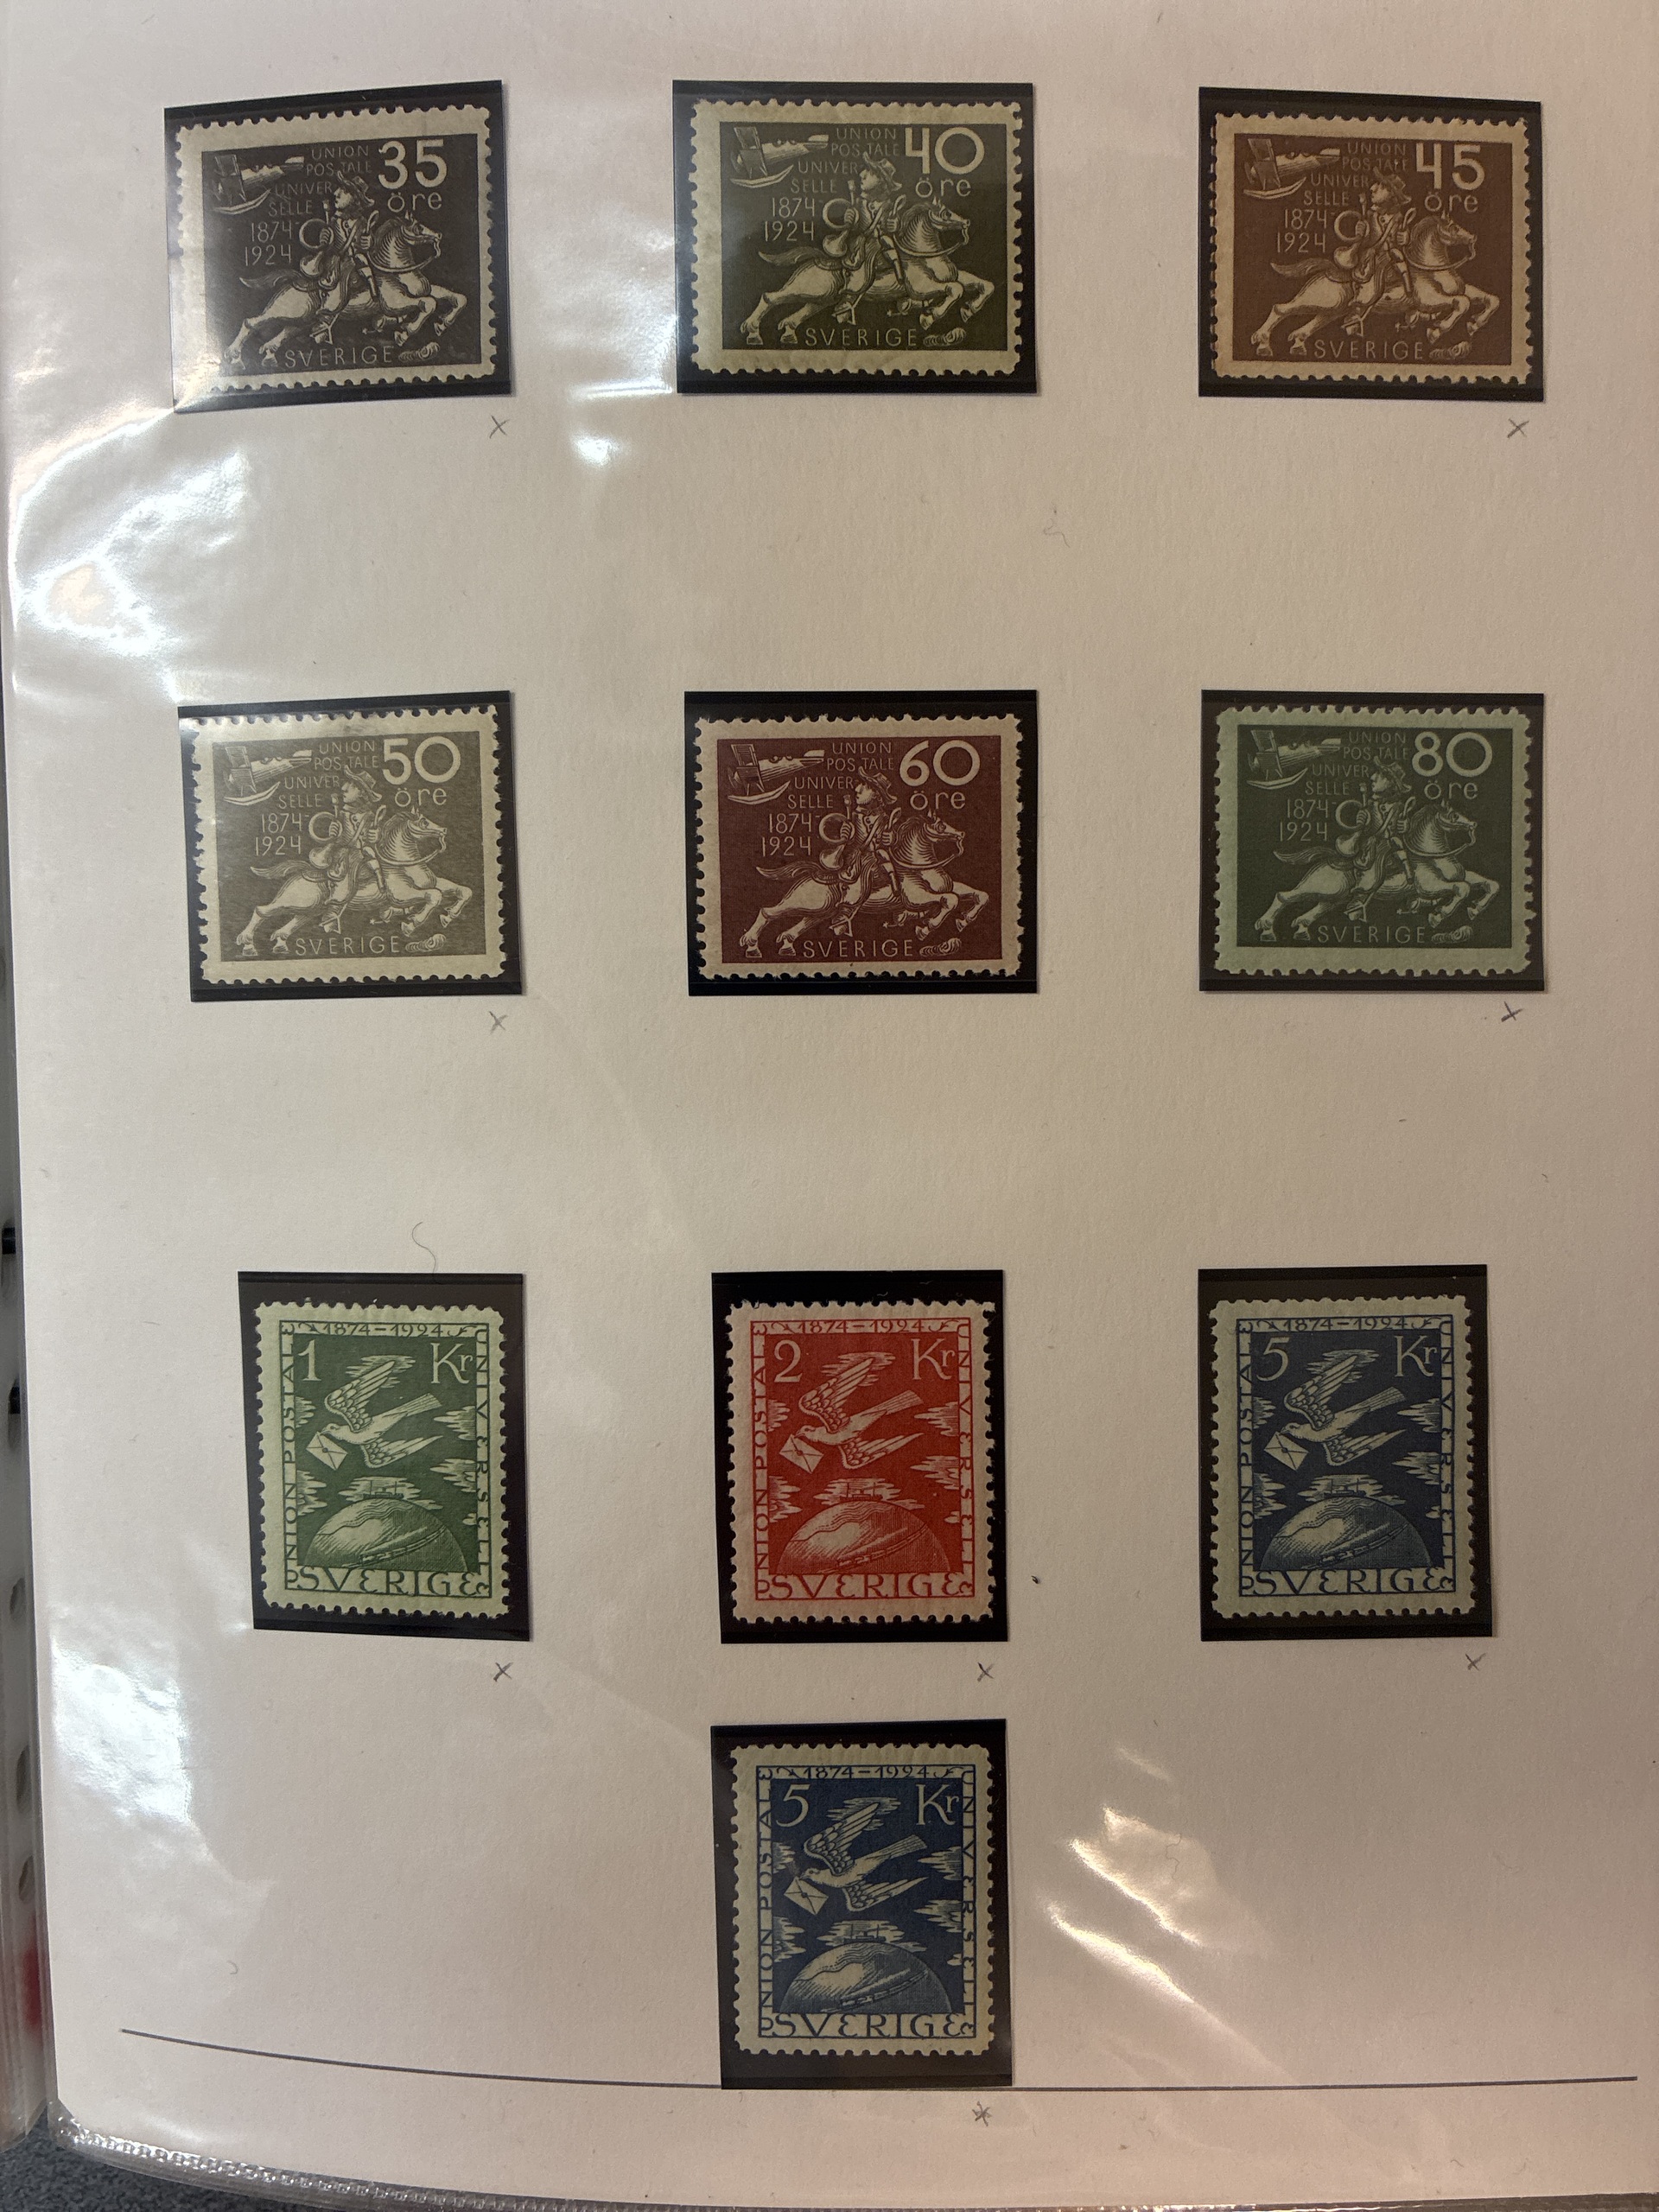 UNION 35
POSTALE
UNIVER öre
SELLE
1874-
1924
SVERIGE
x
UNION 40
POSTALE
UNIVER öre
SELLE
1874-
1924
SVERIGE
UNION 45
POSTALE
UNIVER öre
SELLE
1874-
1924
SVERIGE
x
UNION 50
POSTALE
UNIVER öre
SELLE
1874-
1924
SVERIGE
x
UNION 60
POSTALE
UNIVER öre
SELLE
1874-
1924
SVERIGE
UNION 80
POSTALE
UNIVER öre
SELLE
1874-
1924
SVERIGE
x
1874-1924
1 Kr
UNION POSTALE
UNIVERSELLE
SVERIGE
x
1874-1924
2 Kr
UNION POSTALE
UNIVERSELLE
SVERIGE
x
1874-1924
5 Kr
UNION POSTALE
UNIVERSELLE
SVERIGE
x
1874-1924
5 Kr
UNION POSTALE
UNIVERSELLE
SVERIGE
x